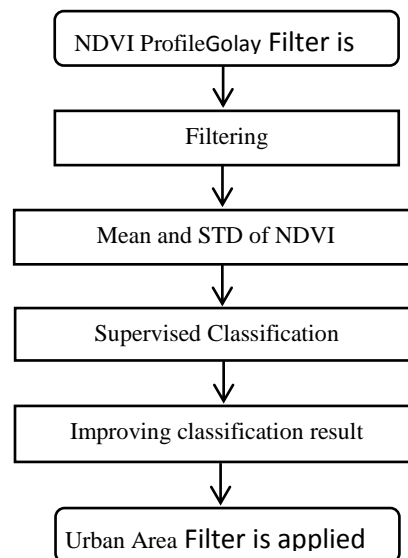 NDVI ProfileGolay Filter is
Filtering
Mean and STD of NDVI
Supervised Classification
Improving classification result
Urban Area Filter is applied